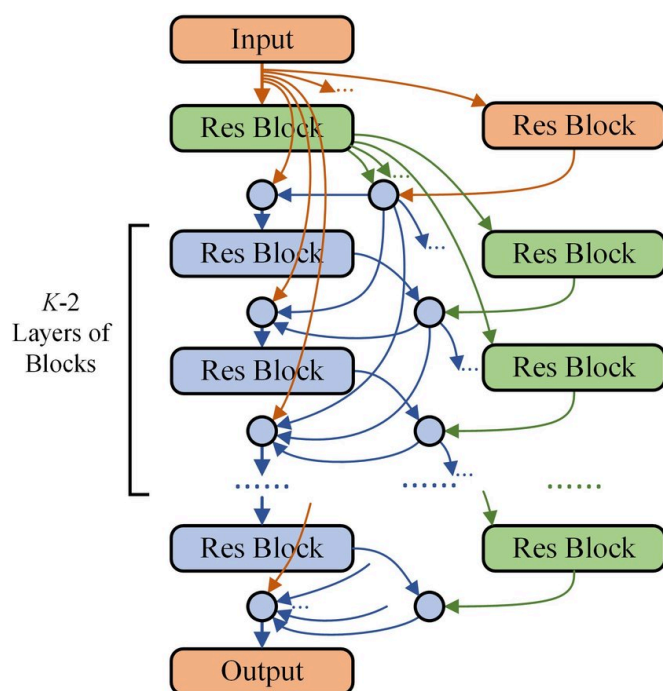 Input
Res Block
Res Block
Res Block
Res Block
K-2
Layers of
Blocks
Res Block
Res Block
Res Block
Res Block
Output